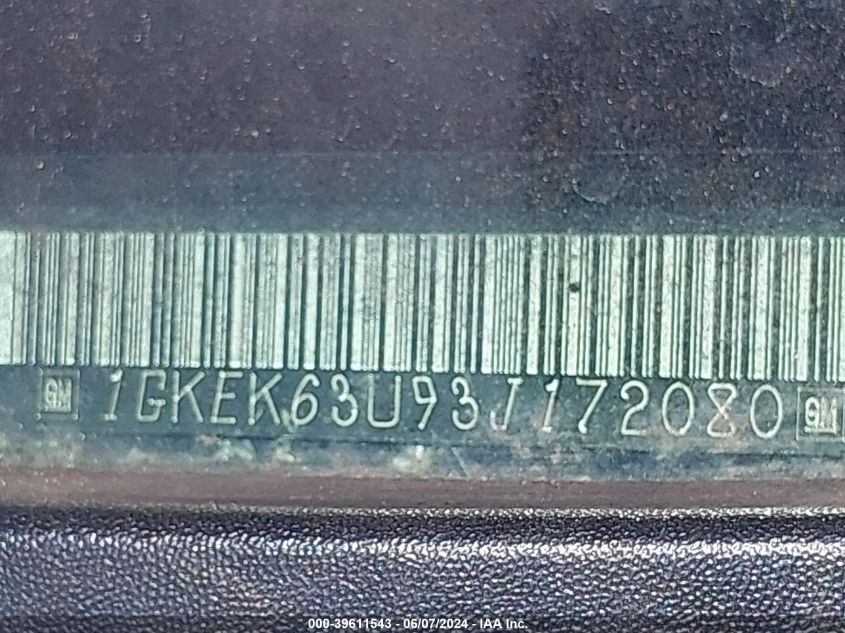 GM 1GKEK63U93J172080 GM
000-39611543 - 06/07/2024 - IAA Inc.